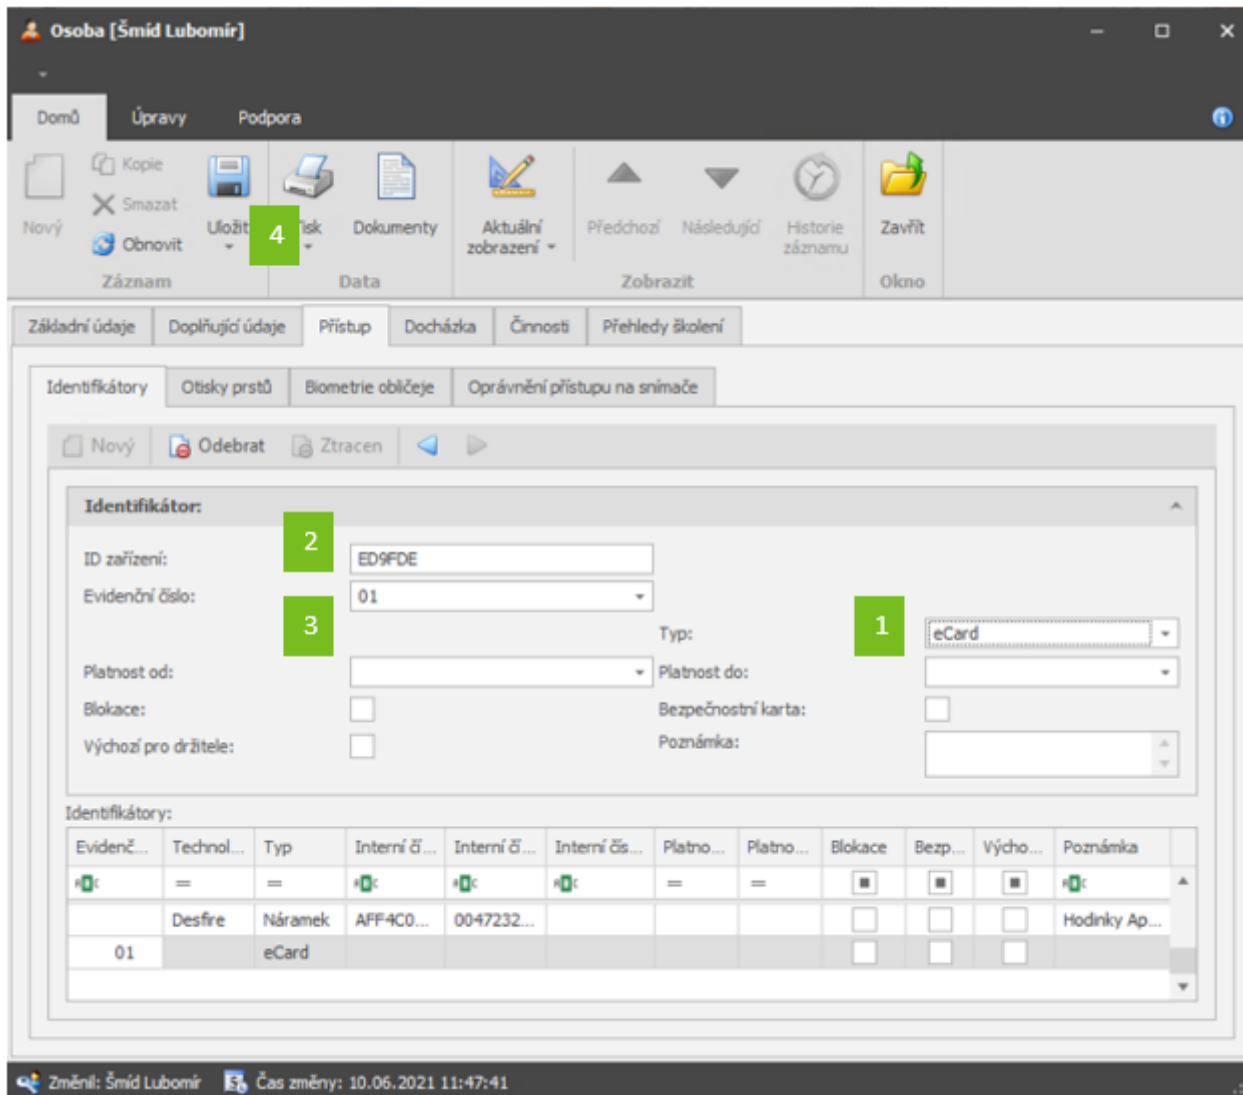 Osoba [Šmíd Lubomír]
Domů Úpravy Podpora
Nový
Kopie
Smazat
Obnovit
Uložit
4
Tisk
Dokumenty
Aktuální
zobrazení
Předchozí
Následující
Historie
záznamu
Zavřít
Záznam Data Zobrazit Okno
Základní údaje Doplňující údaje Přístup Docházka Činnosti Přehledy školení
Identifikátory Otisky prstů Biometrie obličeje Oprávnění přístupu na snímače
Nový Odebrat Ztracen
Identifikátor:
2
ID zařízení: ED9FDE
Evidenční číslo: 01
3
Typ: 1 eCard
Platnost od: Platnost do:
Blokace: Bezpečnostní karta:
Výchozí pro držitele: Poznámka:
Identifikátory:
Evidenč... Technol... Typ Interní čí... Interní čí... Interní čís... Platno... Platno... Blokace Bezp... Výcho... Poznámka
Desfire Náramek AFF4C0... 0047232... Hodinky Ap...
01 eCard
Změnil: Šmíd Lubomír Čas změny: 10.06.2021 11:47:41